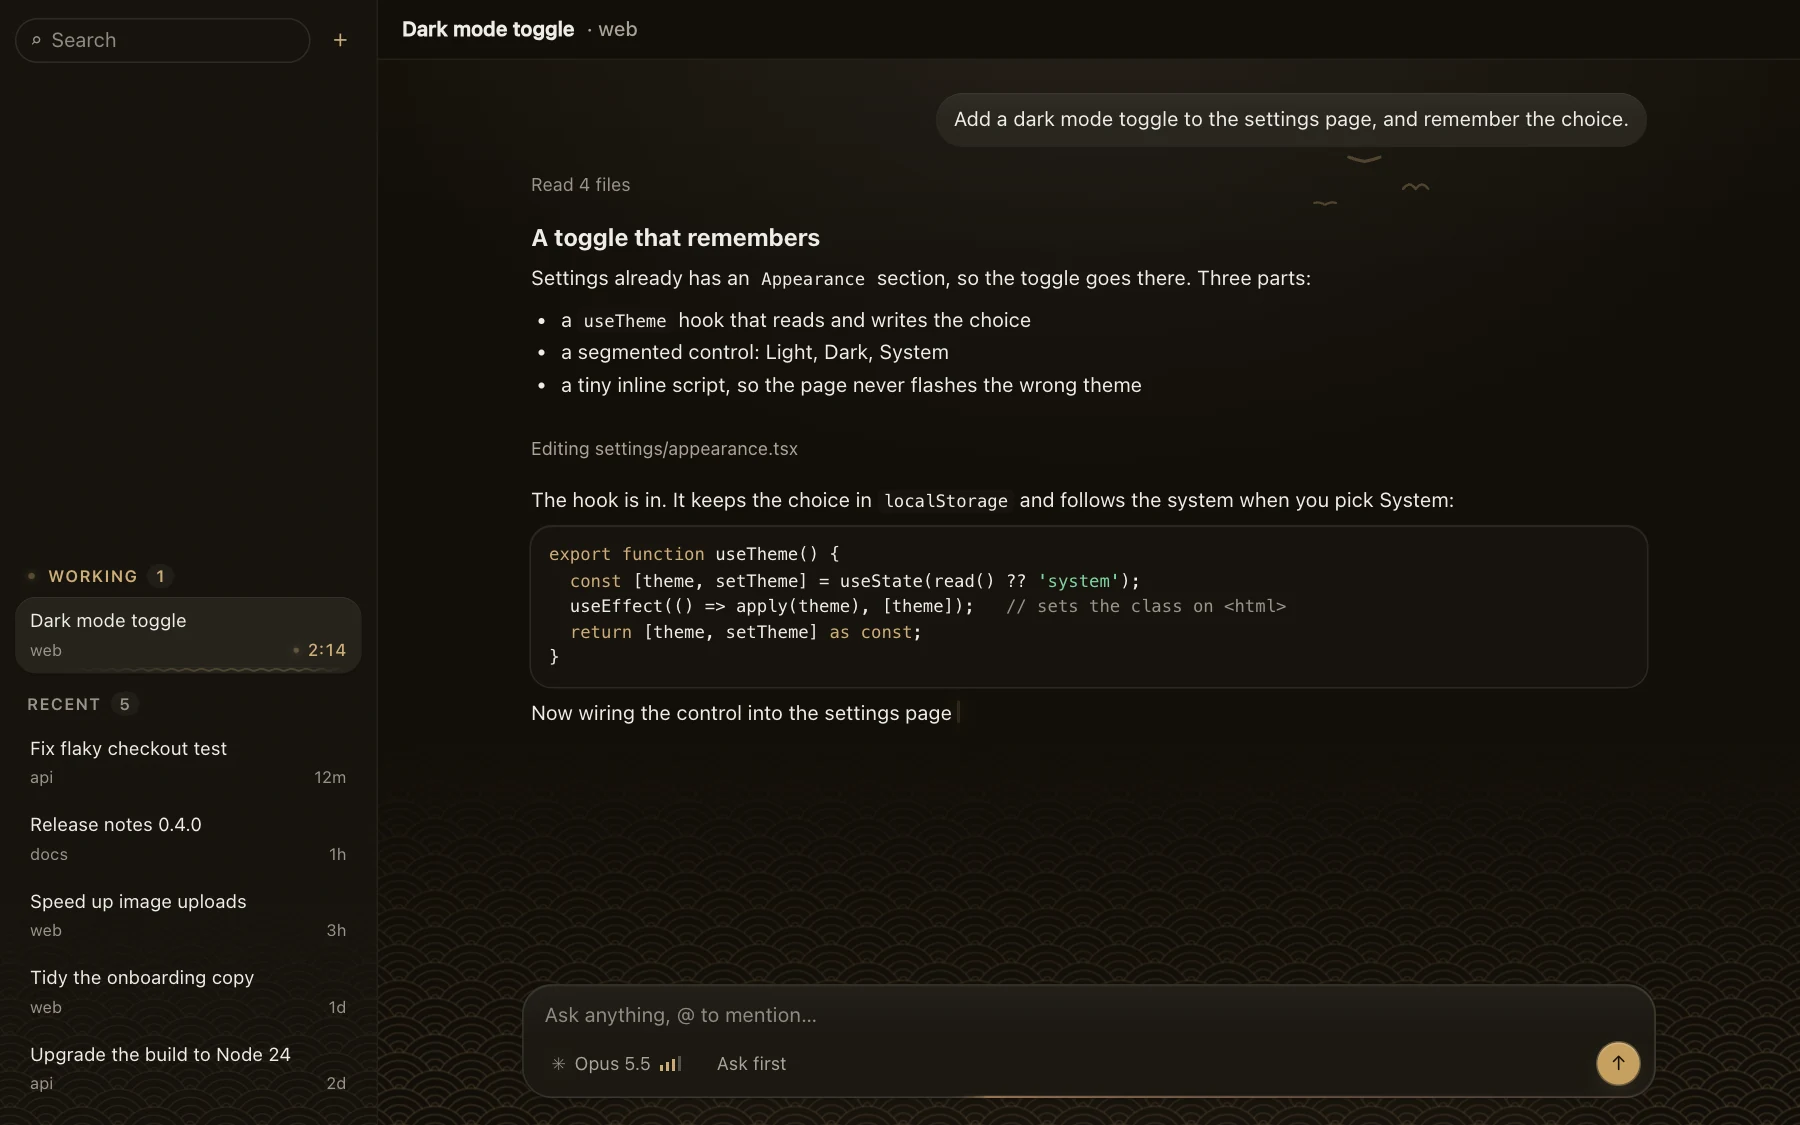 Search
+
WORKING 1
Dark mode toggle
web
2:14
RECENT 5
Fix flaky checkout test
api
12m
Release notes 0.4.0
docs
1h
Speed up image uploads
web
3h
Tidy the onboarding copy
web
1d
Upgrade the build to Node 24
api
2d
Dark mode toggle · web
Add a dark mode toggle to the settings page, and remember the choice.
Read 4 files
A toggle that remembers
Settings already has an Appearance section, so the toggle goes there. Three parts:
• a useTheme hook that reads and writes the choice
• a segmented control: Light, Dark, System
• a tiny inline script, so the page never flashes the wrong theme
Editing settings/appearance.tsx
The hook is in. It keeps the choice in localStorage and follows the system when you pick System:
export function useTheme() {
  const [theme, setTheme] = useState(read() ?? 'system');
  useEffect(() => apply(theme), [theme]);   // sets the class on <html>
  return [theme, setTheme] as const;
}
Now wiring the control into the settings page
Ask anything, @ to mention...
Opus 5.5
Ask first